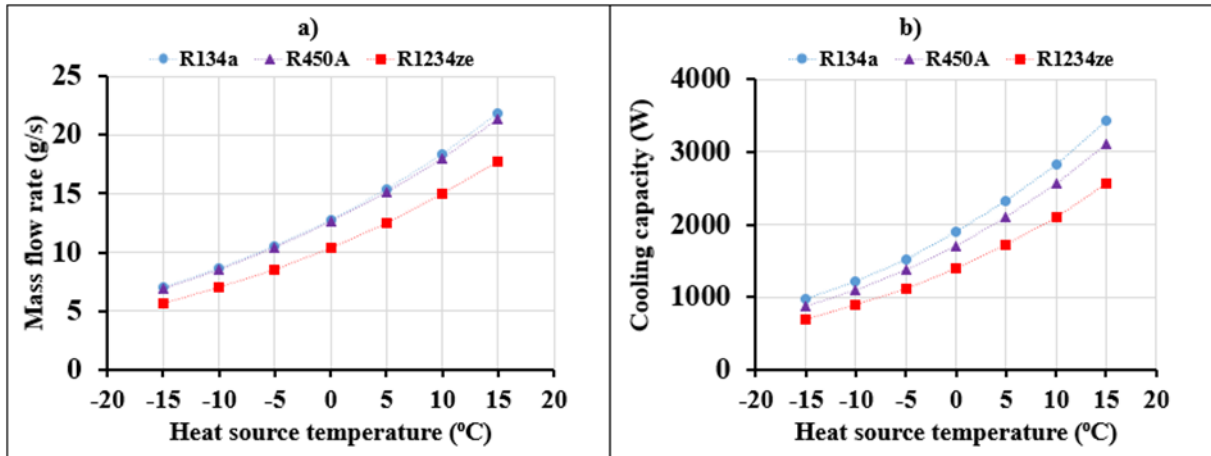 a)
R134a R450A R1234ze
Mass flow rate (g/s)
25
20
15
10
5
0
-20 -15 -10 -5 0 5 10 15 20
Heat source temperature (⁰C)
b)
R134a R450A R1234ze
Cooling capacity (W)
4000
3000
2000
1000
0
-20 -15 -10 -5 0 5 10 15 20
Heat source temperature (⁰C)